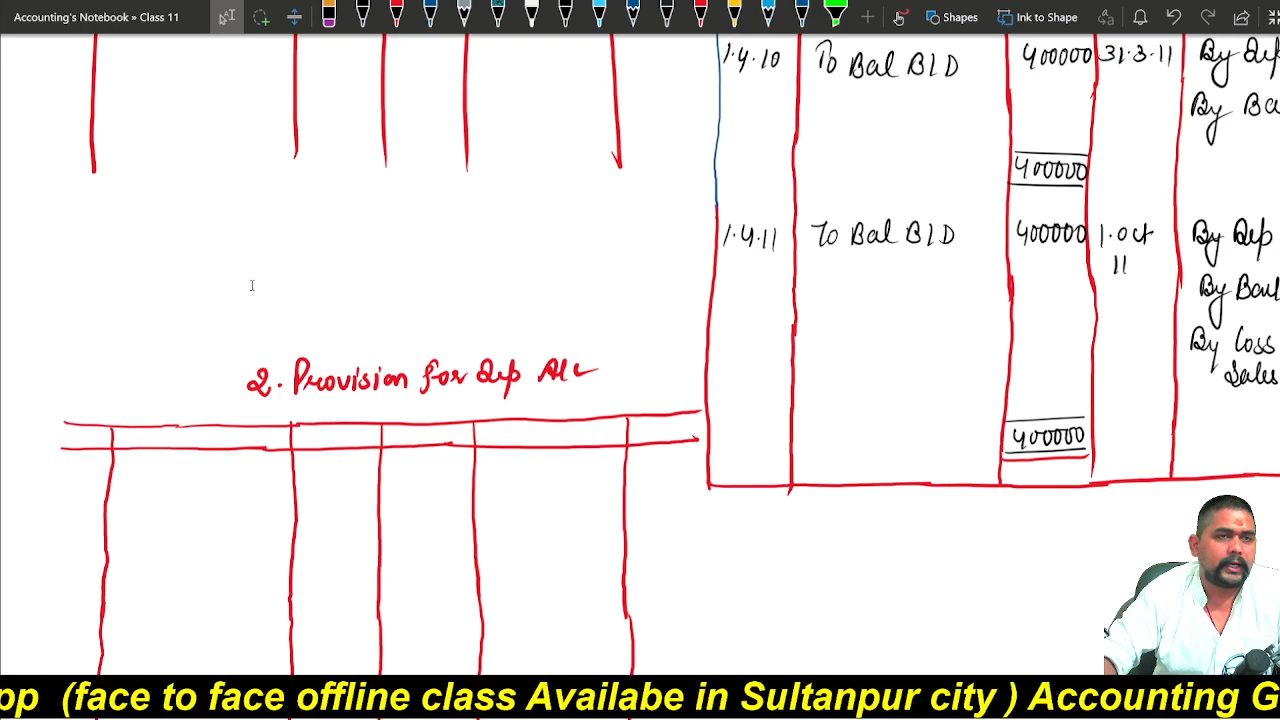 Accounting's Notebook » Class 11
Shapes
Ink to Shape
1.4.10 To Bal B/D 400000 31.3.11 By Dep
By Ba
400000
1.4.11 To Bal B/D 400000 1.Oct By Dep
11
By Bank
By Loss
Sales
400000
2. Provision for Dep A/c
pp (face to face offline class Availabe in Sultanpur city ) Accounting G